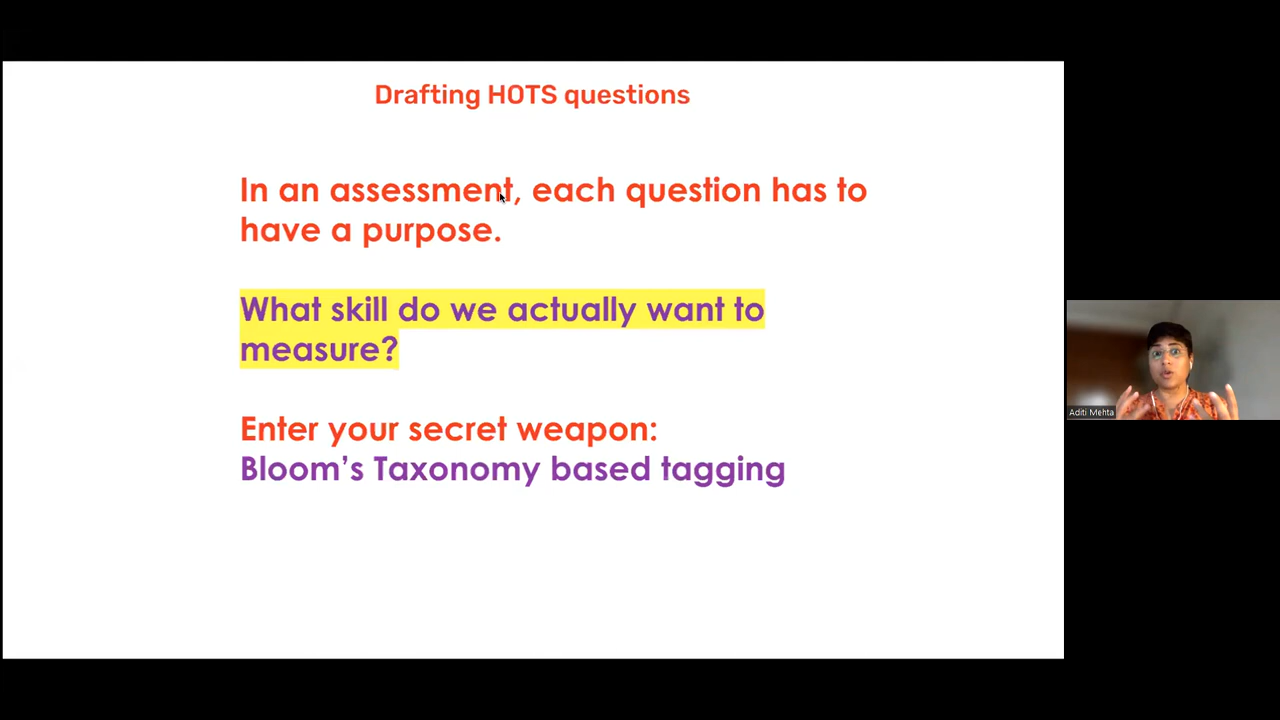 Drafting HOTS questions
In an assessment, each question has to
have a purpose.
What skill do we actually want to
measure?
Enter your secret weapon:
Bloom’s Taxonomy based tagging
Aditi Mehta